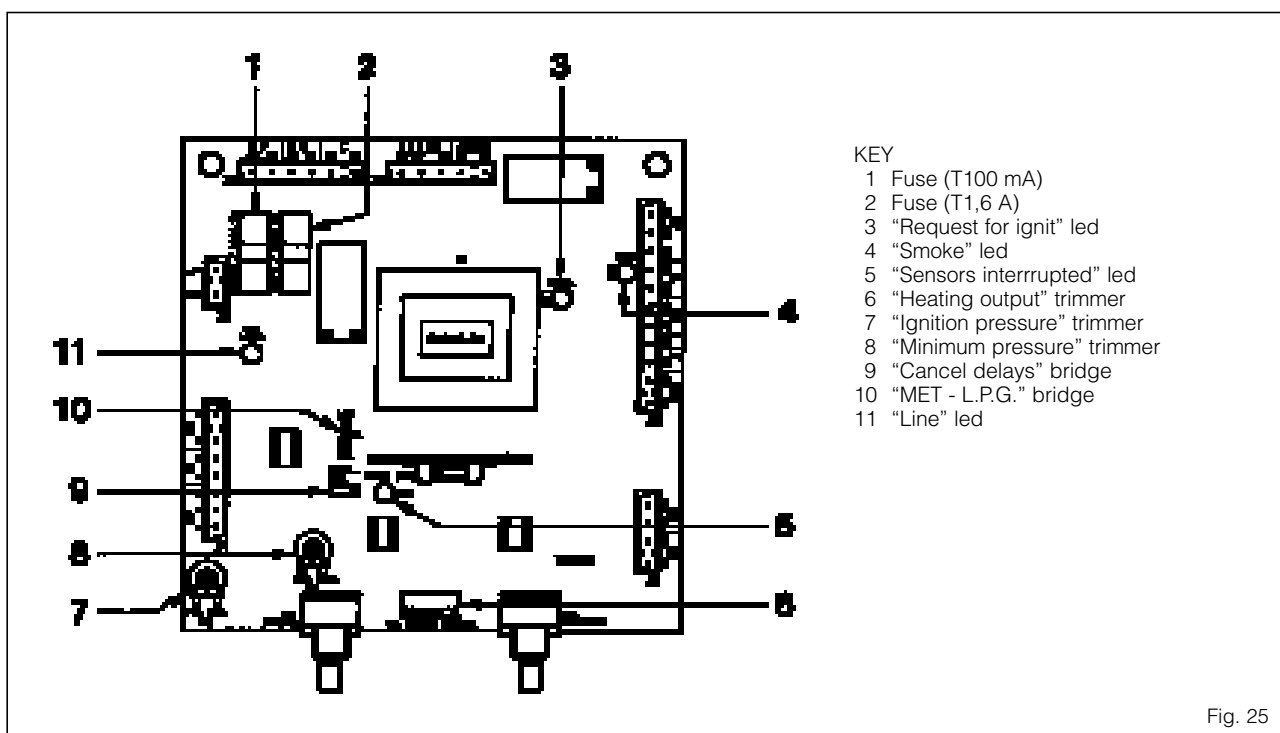 1 2 3
KEY
1 Fuse (T100 mA)
2 Fuse (T1,6 A)
3 “Request for ignit” led
4 “Smoke” led
5 “Sensors interrrupted” led
6 “Heating output” trimmer
7 “Ignition pressure” trimmer
8 “Minimum pressure” trimmer
9 “Cancel delays” bridge
10 “MET - L.P.G.” bridge
11 “Line” led
4
11
10
9
5
8
7
6
Fig. 25